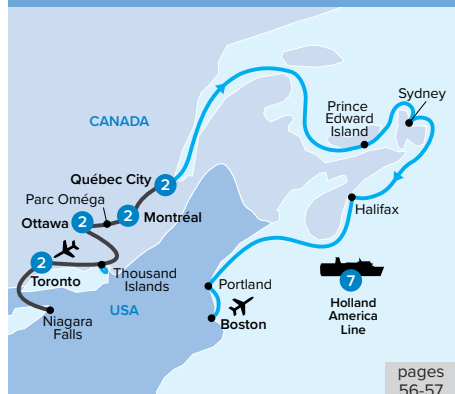 Sydney
Prince
Edward
Island
CANADA
Québec City
2
Parc Oméga
Ottawa
2
2
Montréal
Halifax
2
Toronto
Thousand
Islands
7
Portland
USA
Holland
America
Line
Niagara
Falls
Boston
pages
56-57